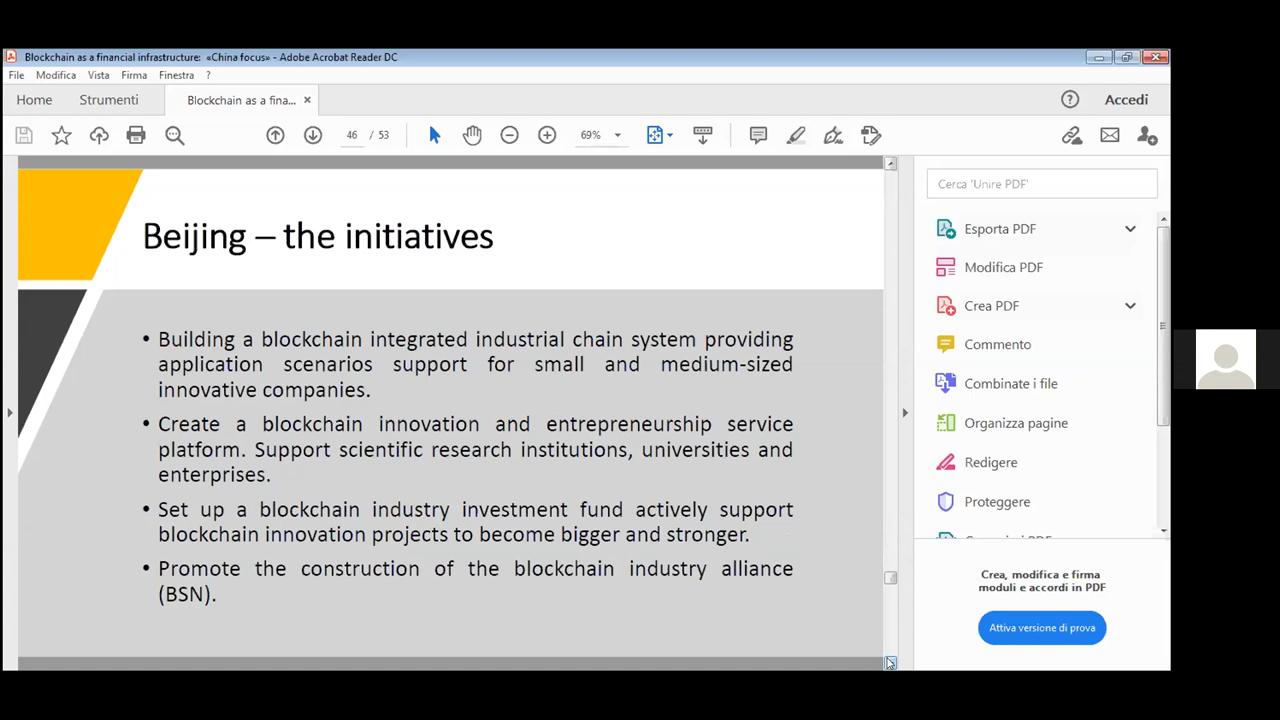 Blockchain as a financial infrastructure: «China focus» - Adobe Acrobat Reader DC
File Modifica Vista Firma Finestra ?
Home Strumenti Blockchain as a fina... × Accedi
46 / 53 69%
Cerca 'Unire PDF'
Beijing – the initiatives
• Building a blockchain integrated industrial chain system providing
application scenarios support for small and medium-sized
innovative companies.
• Create a blockchain innovation and entrepreneurship service
platform. Support scientific research institutions, universities and
enterprises.
• Set up a blockchain industry investment fund actively support
blockchain innovation projects to become bigger and stronger.
• Promote the construction of the blockchain industry alliance
(BSN).
Esporta PDF
Modifica PDF
Crea PDF
Commento
Combinate i file
Organizza pagine
Redigere
Proteggere
Crea, modifica e firma
moduli e accordi in PDF
Attiva versione di prova